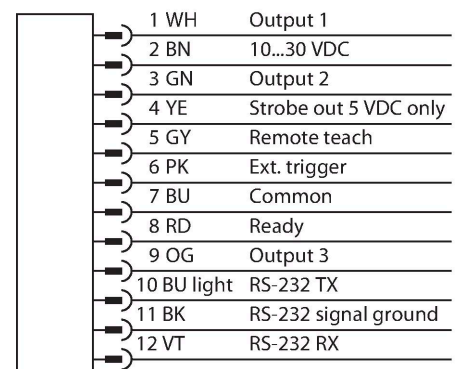 1 WH Output 1
2 BN 10...30 VDC
3 GN Output 2
4 YE Strobe out 5 VDC only
5 GY Remote teach
6 PK Ext. trigger
7 BU Common
8 RD Ready
9 OG Output 3
10 BU light RS-232 TX
11 BK RS-232 signal ground
12 VT RS-232 RX